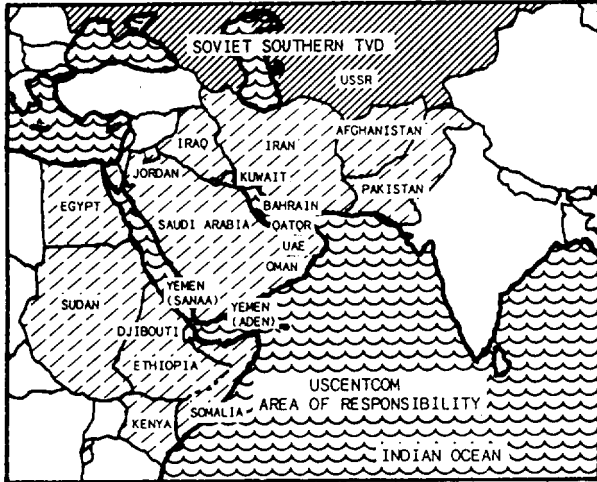 SOVIET SOUTHERN TVD
USSR
AFGHANISTAN
IRAQ
IRAN
JORDAN
KUWAIT
PAKISTAN
EGYPT
BAHRAIN
SAUDI ARABIA
QATOR
UAE
OMAN
SUDAN
YEMEN
(SANAA)
YEMEN
(ADEN)
DJIBOUTI
ETHIOPIA
USCENTCOM
AREA OF RESPONSIBILITY
SOMALIA
KENYA
INDIAN OCEAN